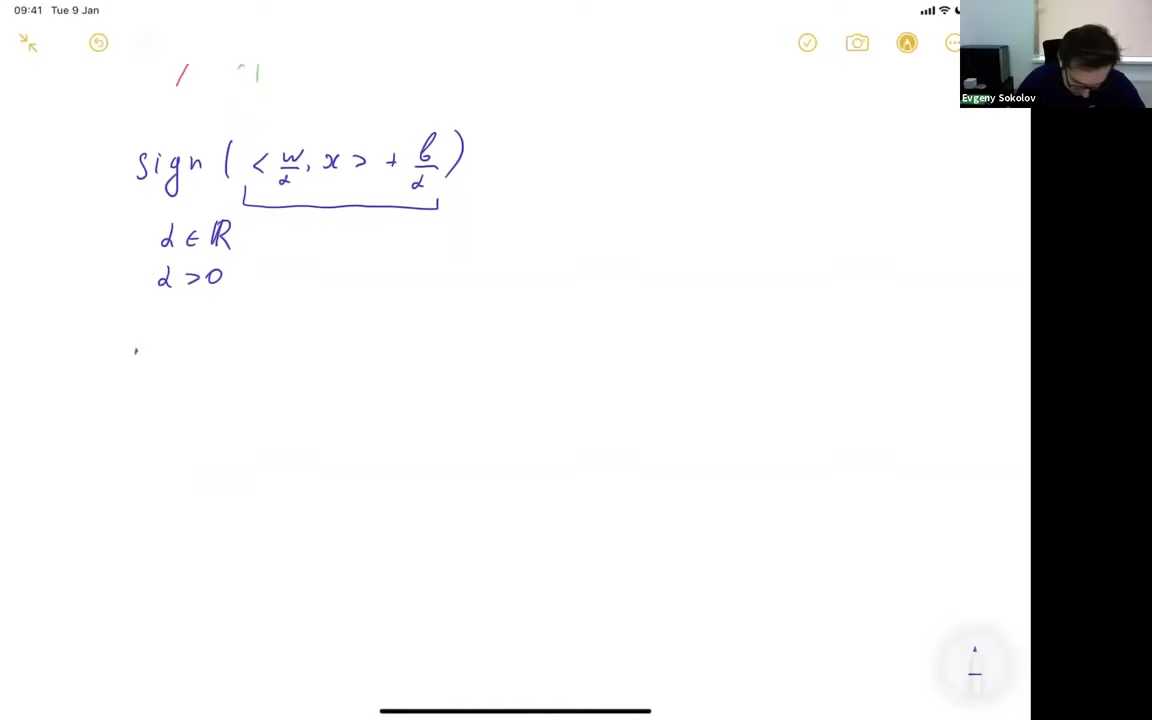 09:41 Tue 9 Jan
Evgeny Sokolov
sign ( < w/α, x > + b/α )
α ∈ ℝ
α > 0